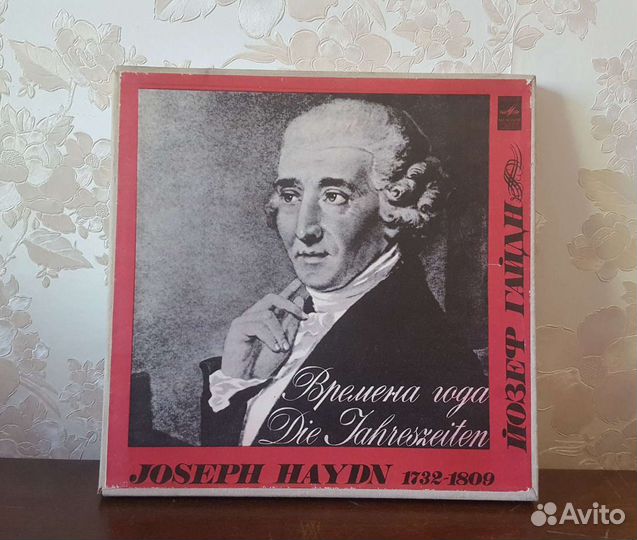 Времена года
Die Jahreszeiten
JOSEPH HAYDN 1732-1809
ЙОЗЕФ ГАЙДН
Avito